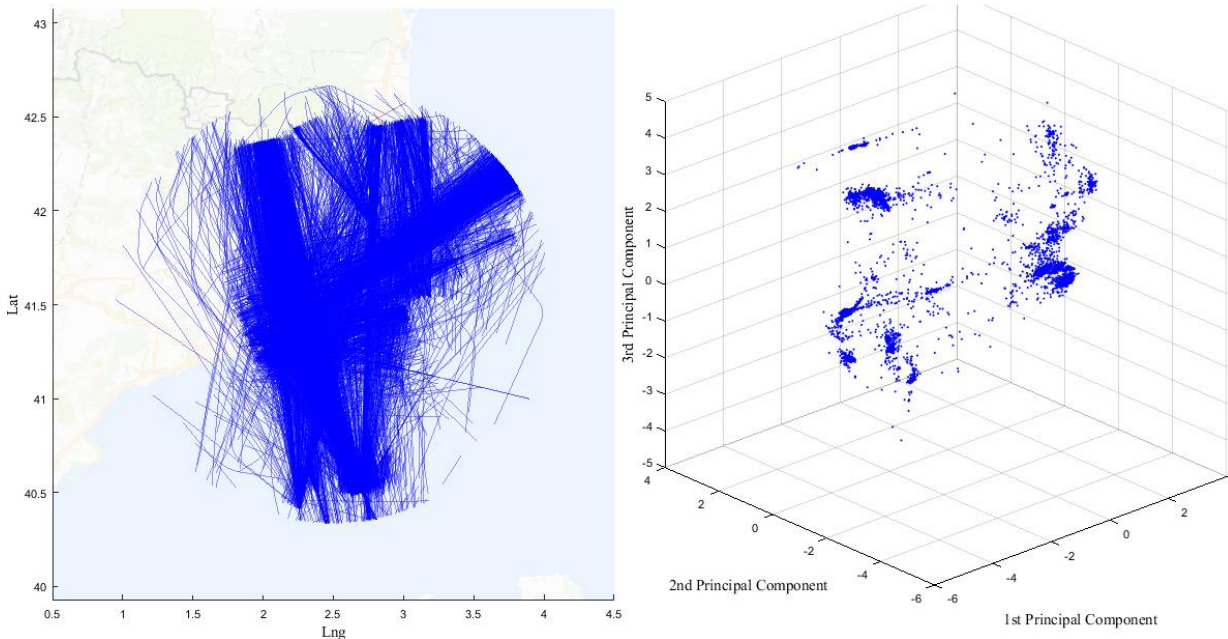 43
42.5
42
41.5
41
40.5
40
Lat
0.5 1 1.5 2 2.5 3 3.5 4 4.5
Lng
5
4
3
2
1
0
-1
-2
-3
-4
-5
3rd Principal Component
4 2 0 -2 -4 -6
2nd Principal Component
-6 -4 -2 0 2
1st Principal Component